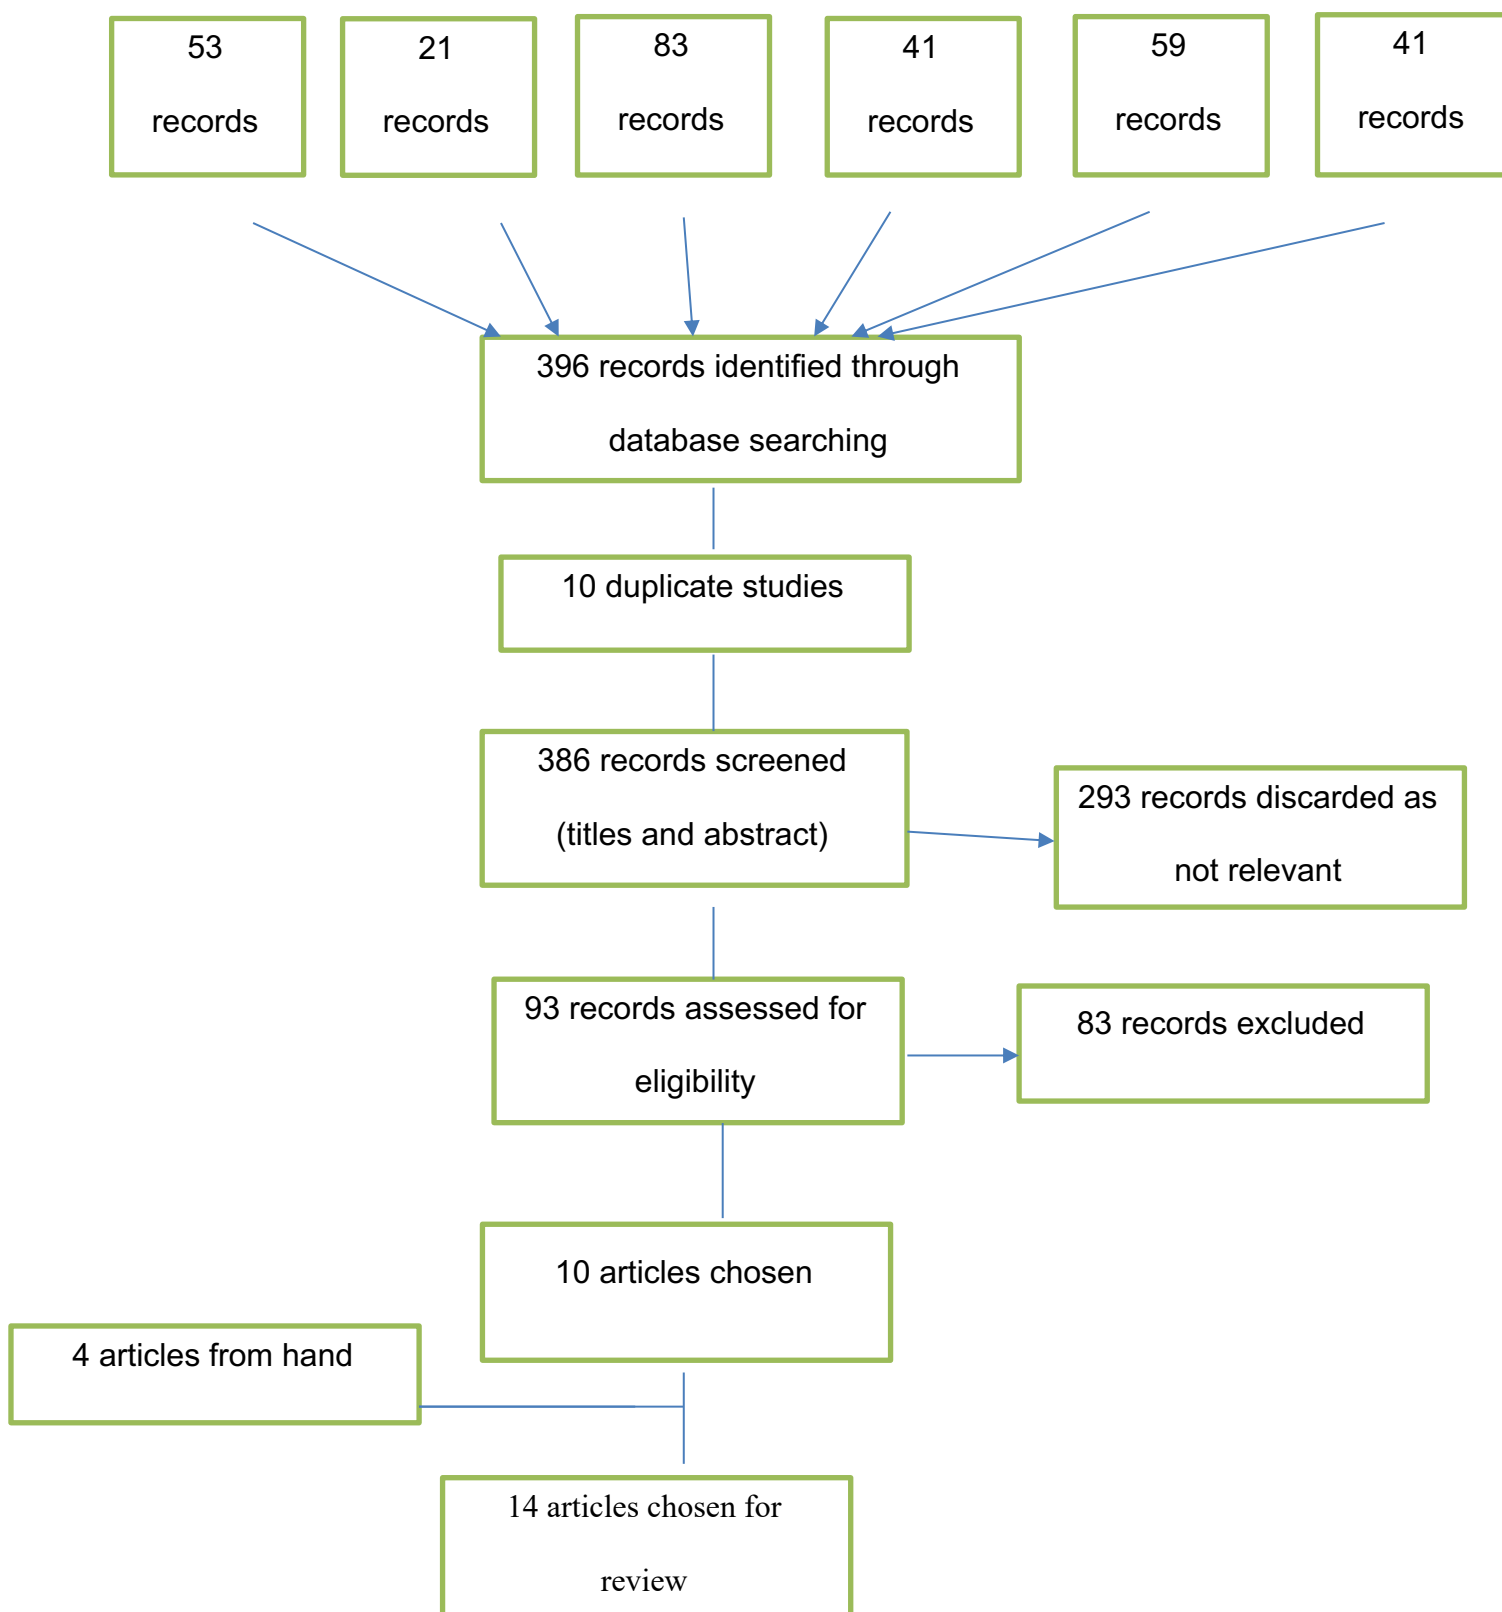 53
records
21
records
83
records
41
records
59
records
41
records
396 records identified through
database searching
10 duplicate studies
386 records screened
(titles and abstract)
293 records discarded as
not relevant
93 records assessed for
eligibility
83 records excluded
10 articles chosen
4 articles from hand
14 articles chosen for
review